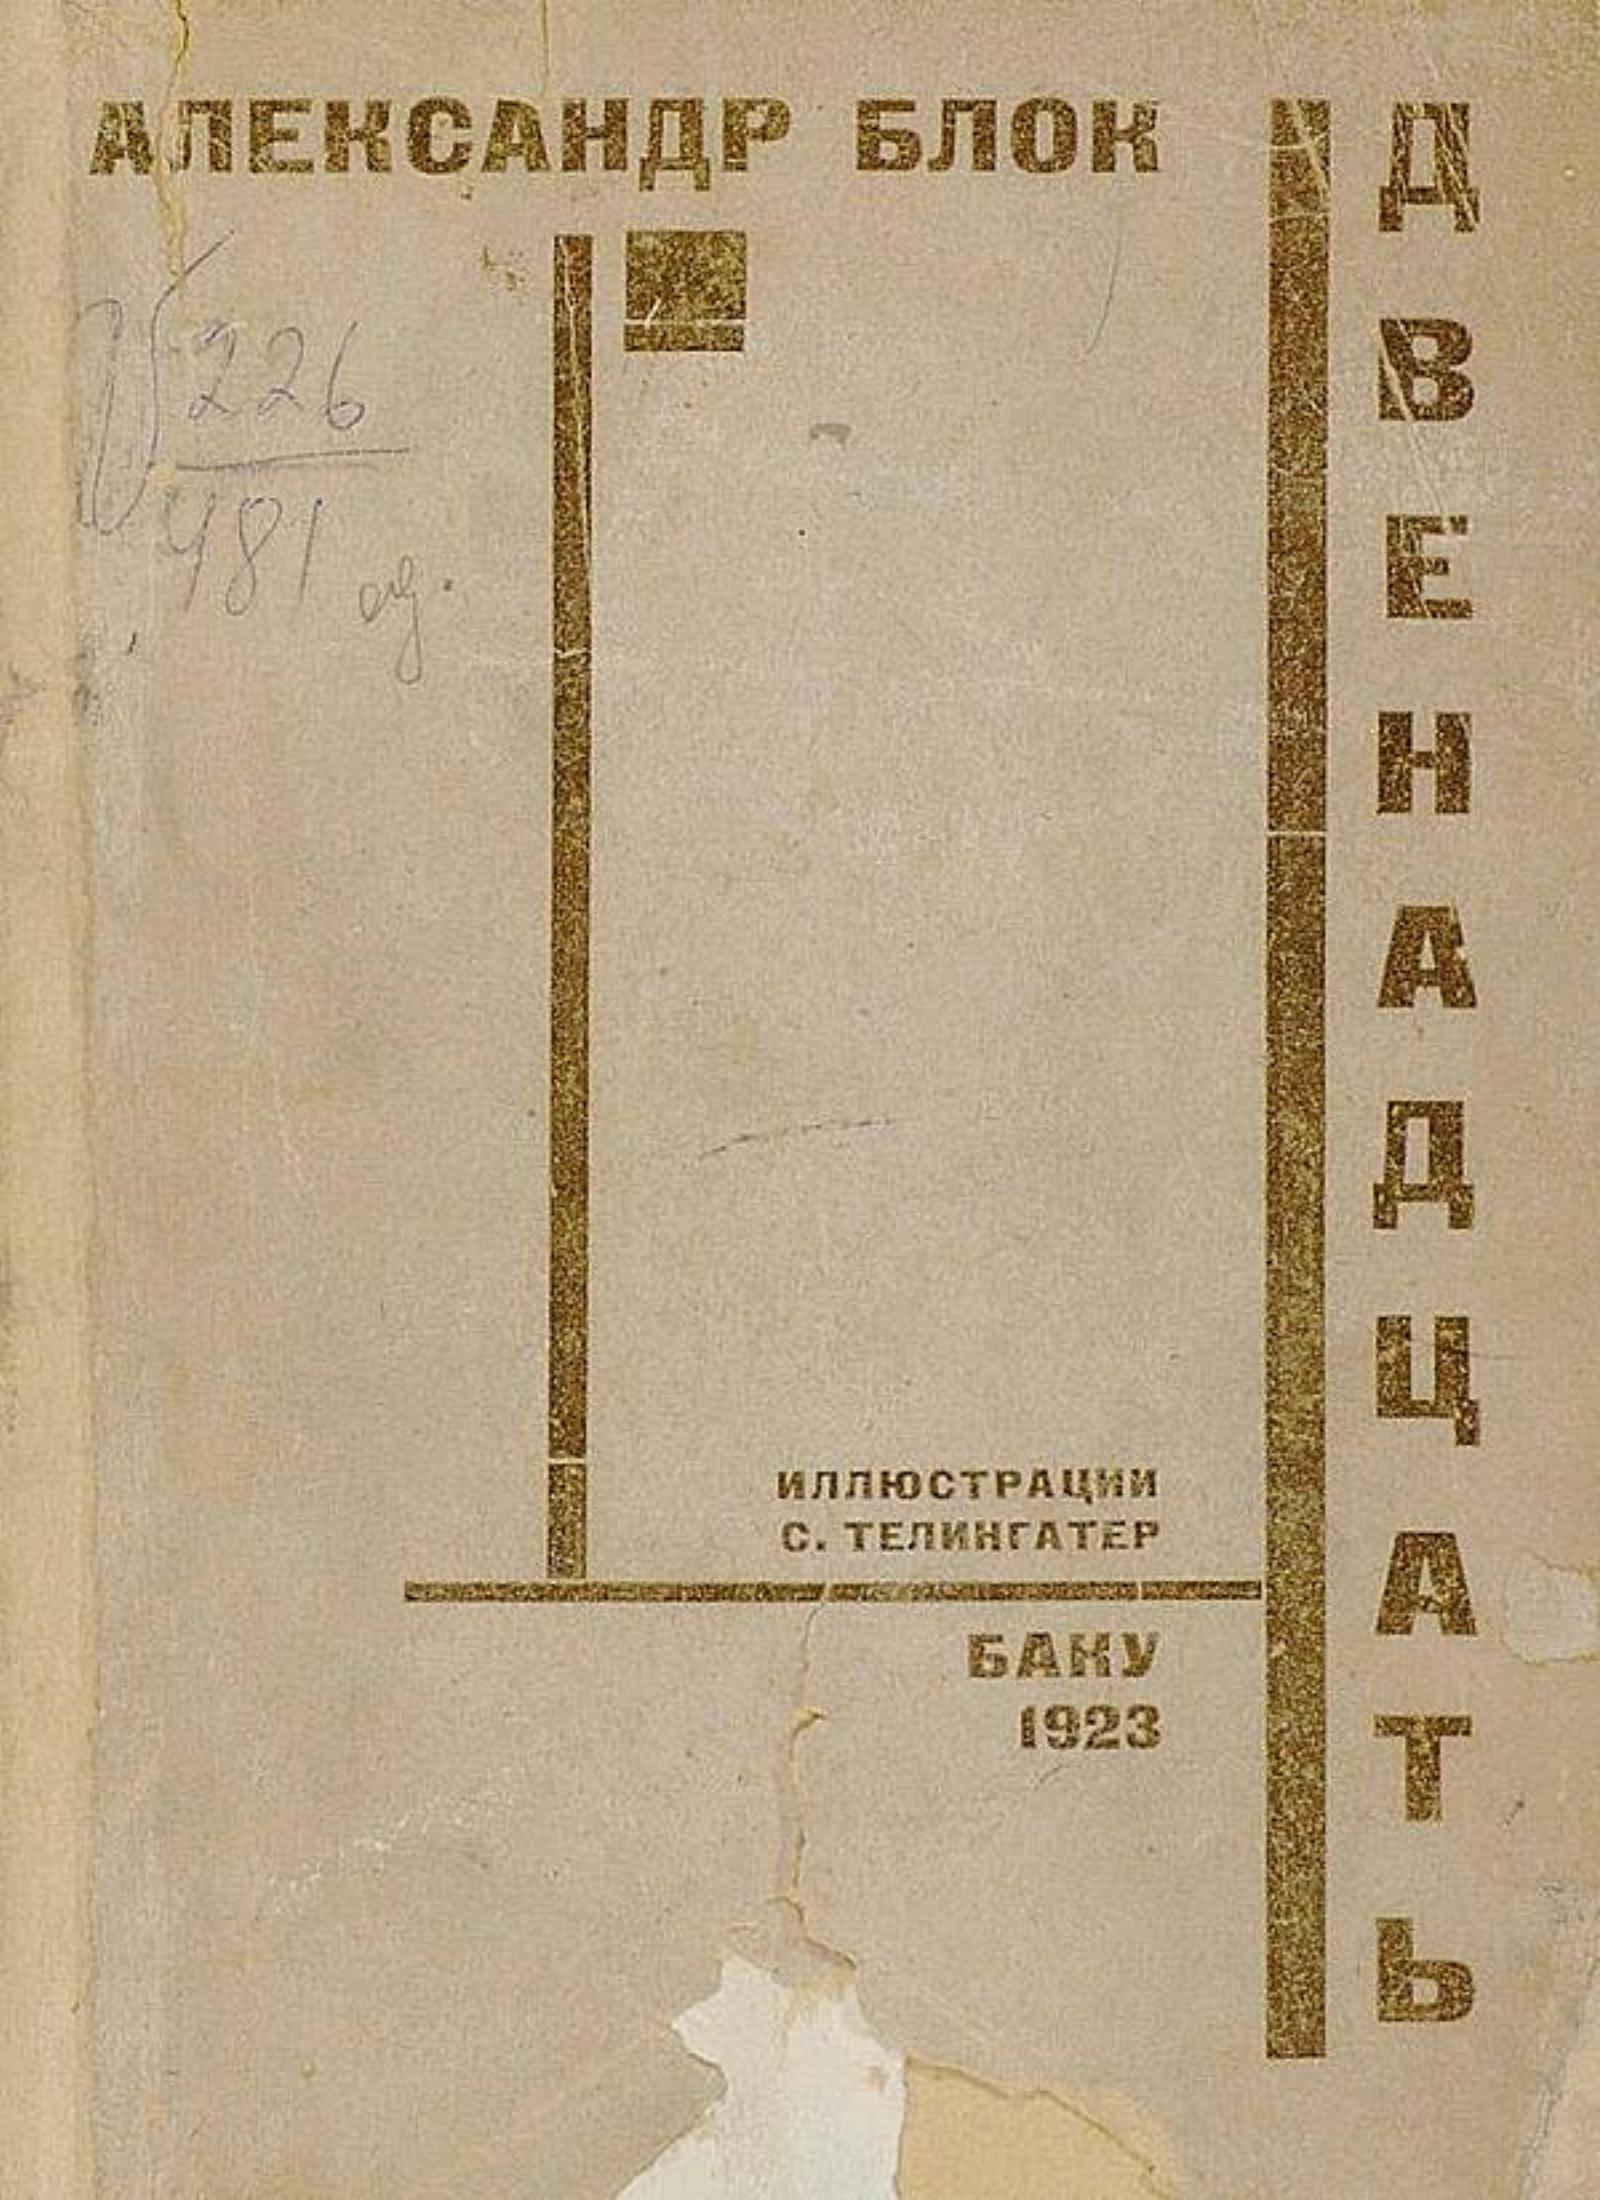 АЛЕКСАНДР БЛОК
ДВЕНАДЦАТЬ
226
481
ИЛЛЮСТРАЦИИ
С. ТЕЛИНГАТЕР
БАКУ
1923